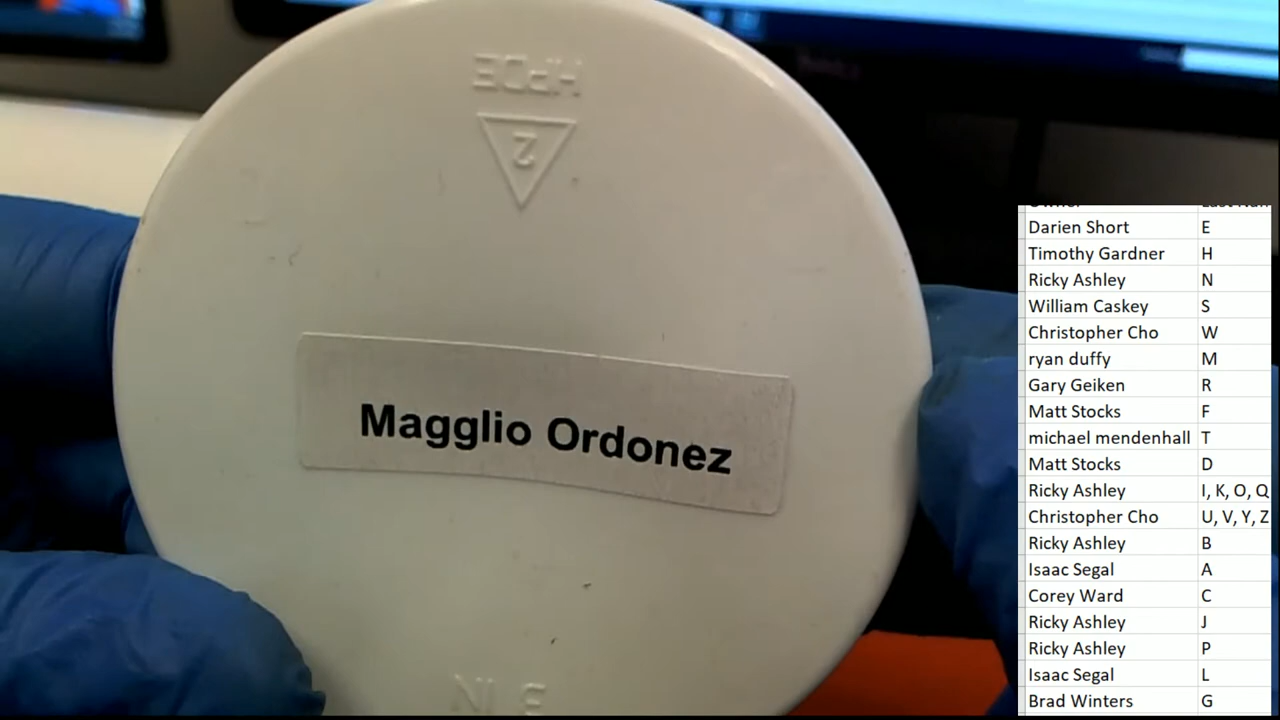 HPDE
2
Magglio Ordonez
Darien Short E
Timothy Gardner H
Ricky Ashley N
William Caskey S
Christopher Cho W
ryan duffy M
Gary Geiken R
Matt Stocks F
michael mendenhall T
Matt Stocks D
Ricky Ashley I, K, O, Q
Christopher Cho U, V, Y, Z
Ricky Ashley B
Isaac Segal A
Corey Ward C
Ricky Ashley J
Ricky Ashley P
Isaac Segal L
Brad Winters G